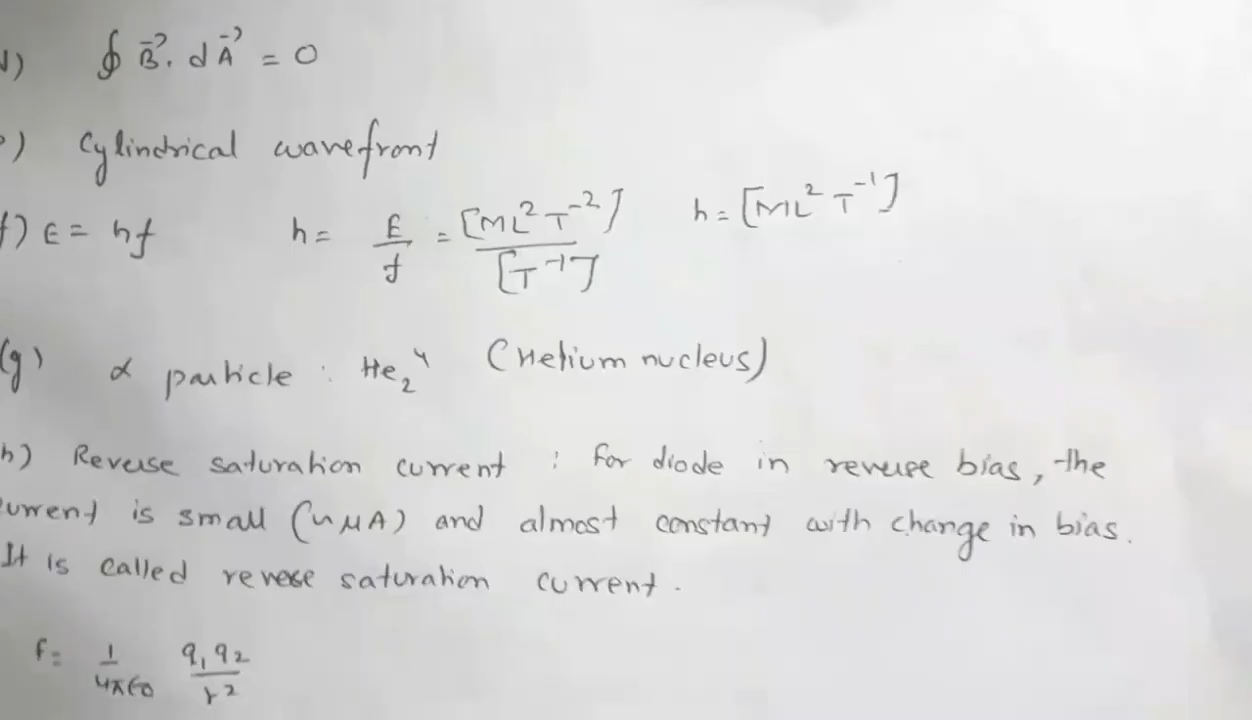 d) ∮ B⃗. dA⃗ = 0
e) Cylindrical wavefront
f) E = hf h = E/f = [ML²T⁻²]/[T⁻¹] h = [ML²T⁻¹]
(g) α particle : He₂⁴ (Helium nucleus)
h) Reverse saturation current : For diode in reverse bias, the
current is small (~ μA) and almost constant with change in bias.
It is called reverse saturation current.
F = 1/4πϵ₀ q₁q₂/r²